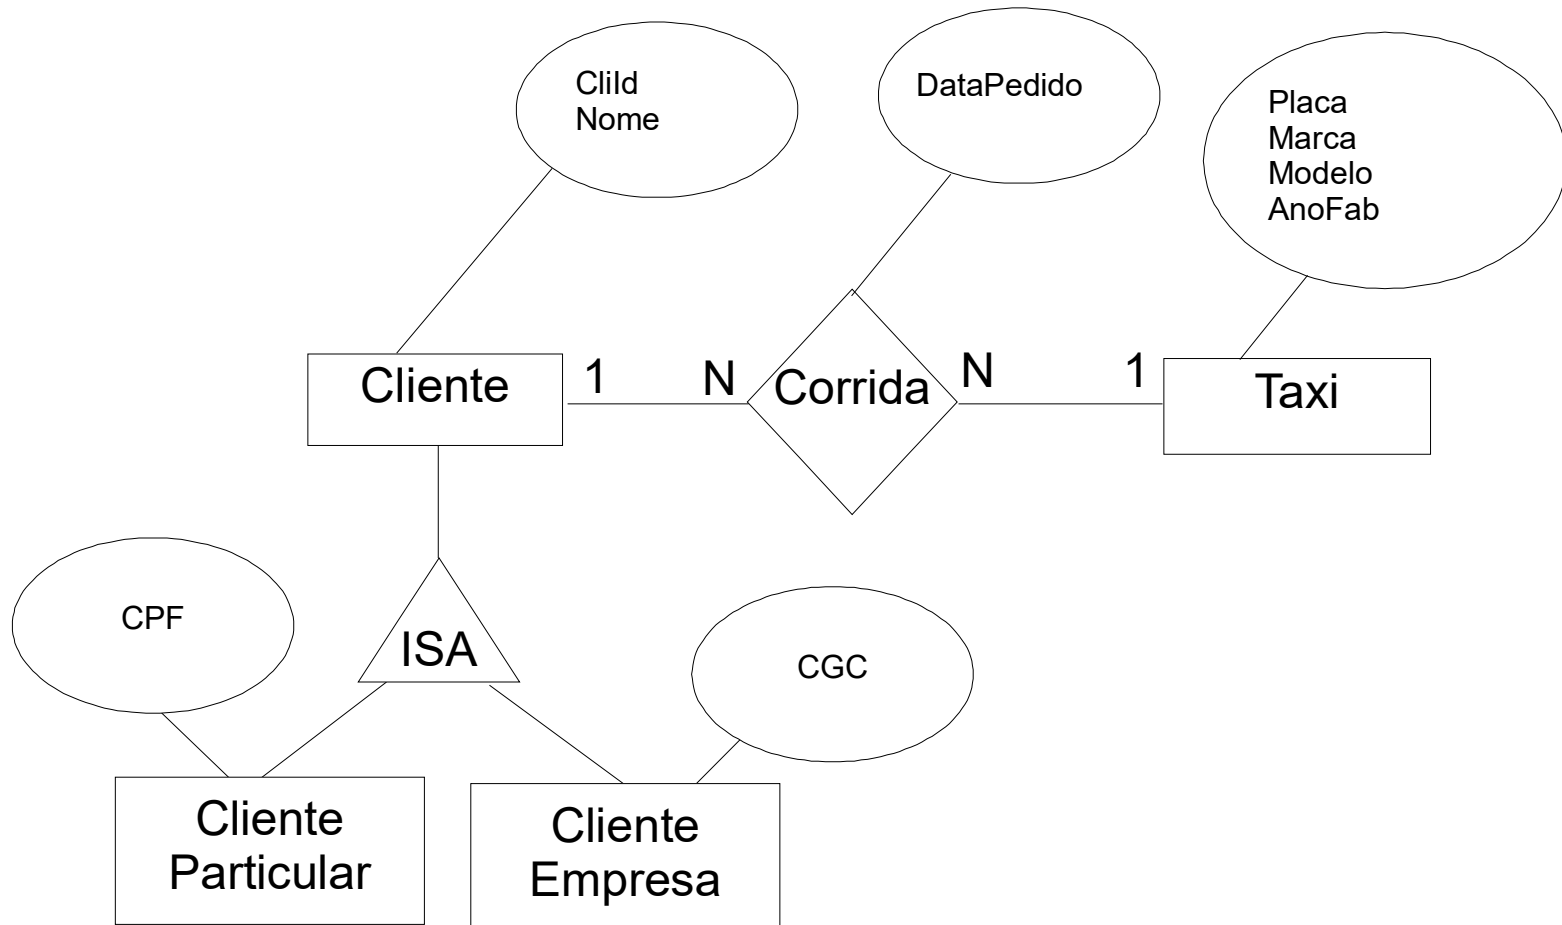 CliId
Nome
DataPedido
Placa
Marca
Modelo
AnoFab
Cliente
1
N
Corrida
N
1
Taxi
ISA
CPF
CGC
Cliente
Particular
Cliente
Empresa